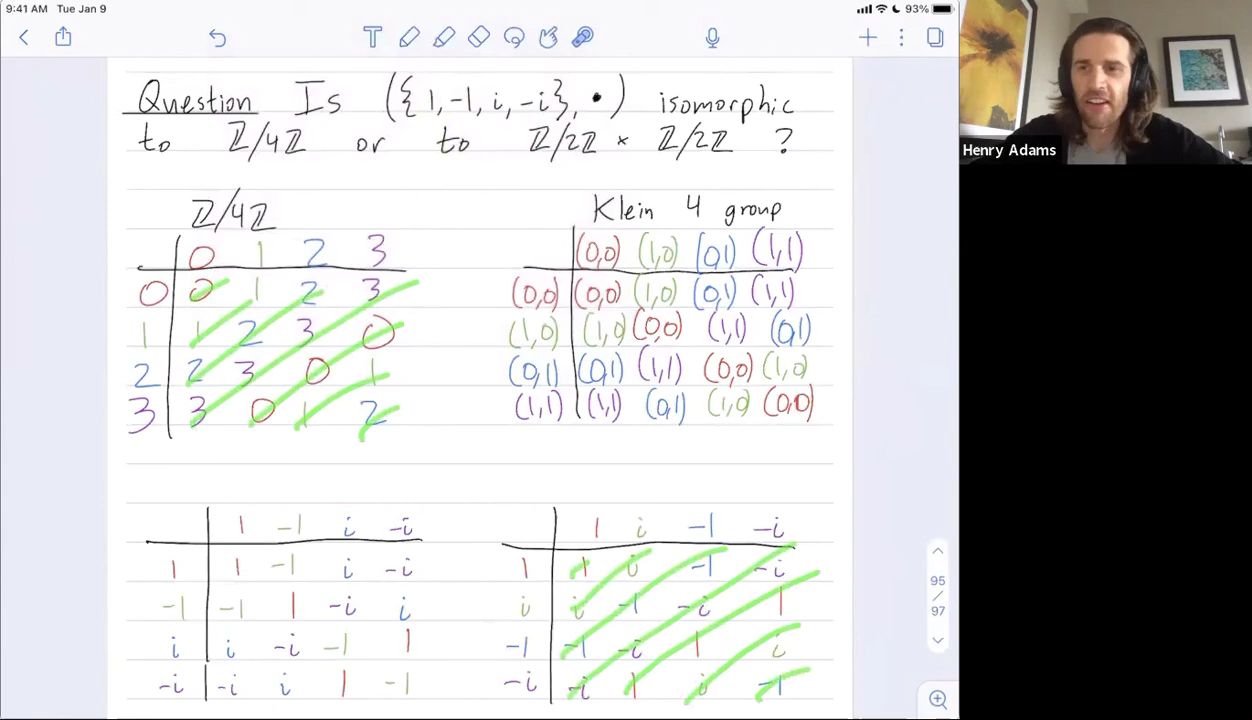 9:41 AM Tue Jan 9 93%
Henry Adams
Question Is ({1, -1, i, -i}, •) isomorphic
to ℤ/4ℤ or to ℤ/2ℤ × ℤ/2ℤ ?
ℤ/4ℤ
0 1 2 3
0 0 1 2 3
1 1 2 3 0
2 2 3 0 1
3 3 0 1 2
Klein 4 group
(0,0) (1,0) (0,1) (1,1)
(0,0) (0,0) (1,0) (0,1) (1,1)
(1,0) (1,0) (0,0) (1,1) (0,1)
(0,1) (0,1) (1,1) (0,0) (1,0)
(1,1) (1,1) (0,1) (1,0) (0,0)
1 -1 i -i
1 1 -1 i -i
-1 -1 1 -i i
i i -i -1 1
-i -i i 1 -1
1 i -1 -i
1 1 i -1 -i
i i -1 -i 1
-1 -1 -i 1 i
-i -i 1 i -1
95
/
97